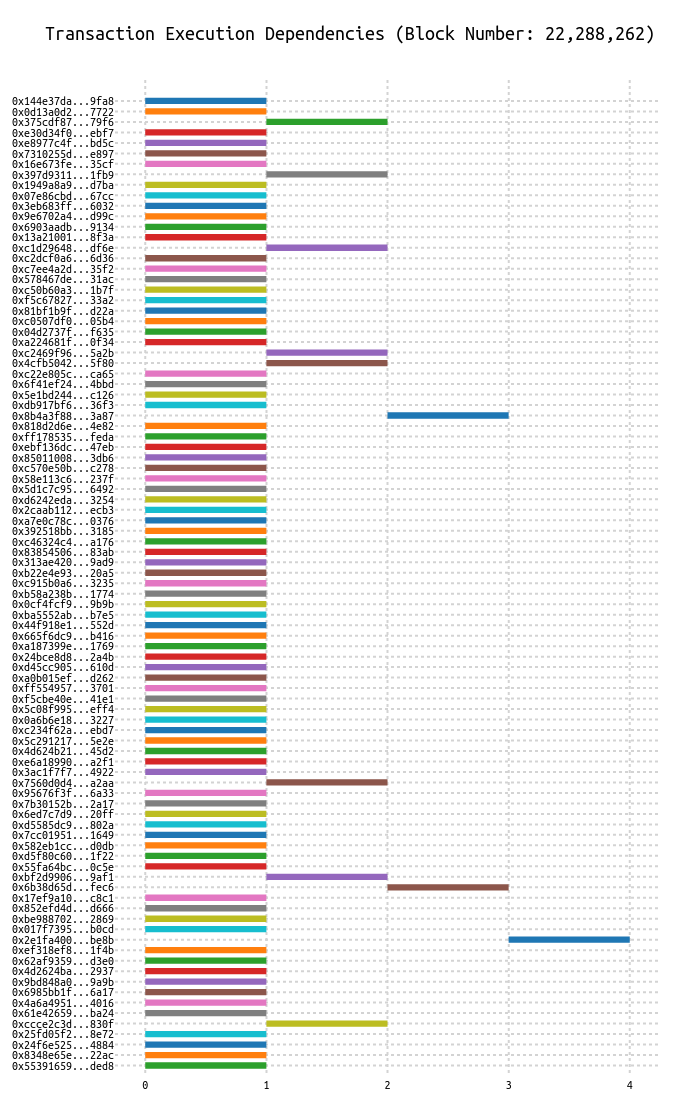 Transaction Execution Dependencies (Block Number: 22,288,262)
0x144e37da...9fa8
0x0d13a0d2...7722
0x375cdf87...79f6
0xe30d34f0...ebf7
0xe8977c4f...bd5c
0x7310255d...e897
0x16e673fe...35cf
0x397d9311...1fb9
0x1949a8a9...d7ba
0x07e86cbd...67cc
0x3eb683ff...6032
0x9e6702a4...d99c
0x6903aadb...9134
0x13a21001...8f3a
0xc1d29648...df6e
0xc2dcf0a6...6d36
0xc7ee4a2d...35f2
0x578467de...31ac
0xc50b60a3...1b7f
0xf5c67827...33a2
0x81bf1b9f...d22a
0xc0507df0...05b4
0x04d2737f...f635
0xa224681f...0f34
0xc2469f96...5a2b
0x4cfb5042...5f80
0xc22e805c...ca65
0x6f41ef24...4bbd
0x5e1bd244...c126
0xdb917bf6...36f3
0x8b4a3f88...3a87
0x818d2d6e...4e82
0xff178535...feda
0xebf136dc...47eb
0x85011008...3db6
0xc570e50b...c278
0x58e113c6...237f
0x5d1c7c95...6492
0xd6242eda...3254
0x2caab112...ecb3
0xa7e0c78c...0376
0x392518bb...3185
0xc46324c4...a176
0x83854506...83ab
0x313ae420...9ad9
0xb22e4e93...20a5
0xc915b0a6...3235
0xb58a238b...1774
0x0cf4fcf9...9b9b
0xba5552ab...b7e5
0x44f918e1...552d
0x665f6dc9...b416
0xa187399e...1769
0x24bce8d8...2a4b
0xd45cc905...610d
0xa0b015ef...d262
0xff554957...3701
0xf5cbe40e...41e1
0x5c08f995...eff4
0x0a6b6e18...3227
0xc234f62a...ebd7
0x5c291217...5e2e
0x4d624b21...45d2
0xe6a18990...a2f1
0x3ac1f7f7...4922
0x7560d0d4...a2aa
0x95676f3f...6a33
0x7b30152b...2a17
0x6ed7c7d9...20ff
0xd5585dc9...802a
0x7cc01951...1649
0x582eb1cc...d0db
0xd5f80c60...1f22
0x55fa64bc...0c5e
0xbf2d9906...9af1
0x6b38d65d...fec6
0x17ef9a10...c8c1
0x852efd4d...d666
0xbe988702...2869
0x017f7395...b0cd
0x2e1fa400...be8b
0xef318ef8...1f4b
0x62af9359...d3e0
0x4d2624ba...2937
0x9bd848a0...9a9b
0x6985bb1f...6a17
0x4a6a4951...4016
0x61e42659...ba24
0xccce2c3d...830f
0x25fd05f2...8e72
0x24f6e525...4884
0x8348e65e...22ac
0x55391659...ded8
0 1 2 3 4